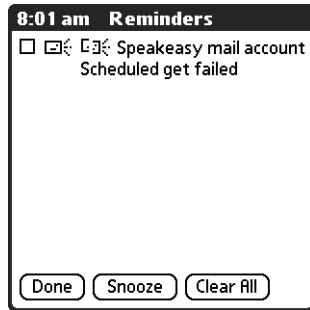 8:01 am Reminders
Speakeasy mail account
Scheduled get failed
Done Snooze Clear All